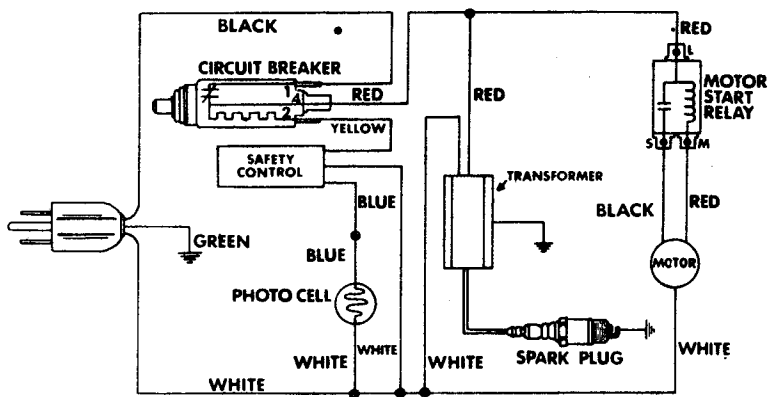 BLACK
RED
CIRCUIT BREAKER
1
4
2
RED
YELLOW
RED
L
MOTOR
START
RELAY
S
M
SAFETY
CONTROL
TRANSFORMER
BLUE
BLACK
RED
GREEN
BLUE
MOTOR
PHOTO CELL
WHITE
WHITE
WHITE
SPARK PLUG
WHITE
WHITE